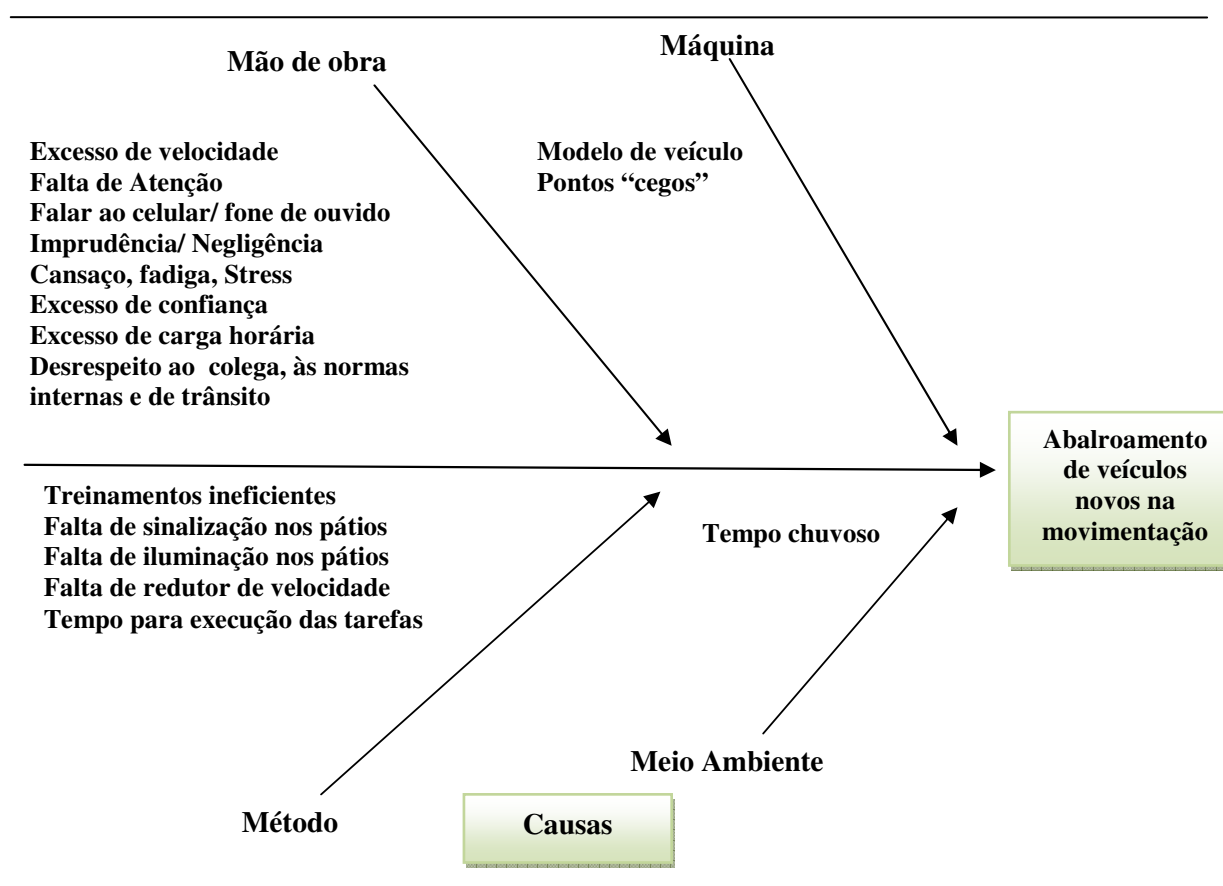 Mão de obra
Máquina
Excesso de velocidade
Falta de Atenção
Falar ao celular/ fone de ouvido
Imprudência/ Negligência
Cansaço, fadiga, Stress
Excesso de confiança
Excesso de carga horária
Desrespeito ao  colega, às normas
internas e de trânsito
Modelo de veículo
Pontos “cegos”
Abalroamento
de veículos
novos na
movimentação
Treinamentos ineficientes
Falta de sinalização nos pátios
Falta de iluminação nos pátios
Falta de redutor de velocidade
Tempo para execução das tarefas
Tempo chuvoso
Meio Ambiente
Método
Causas